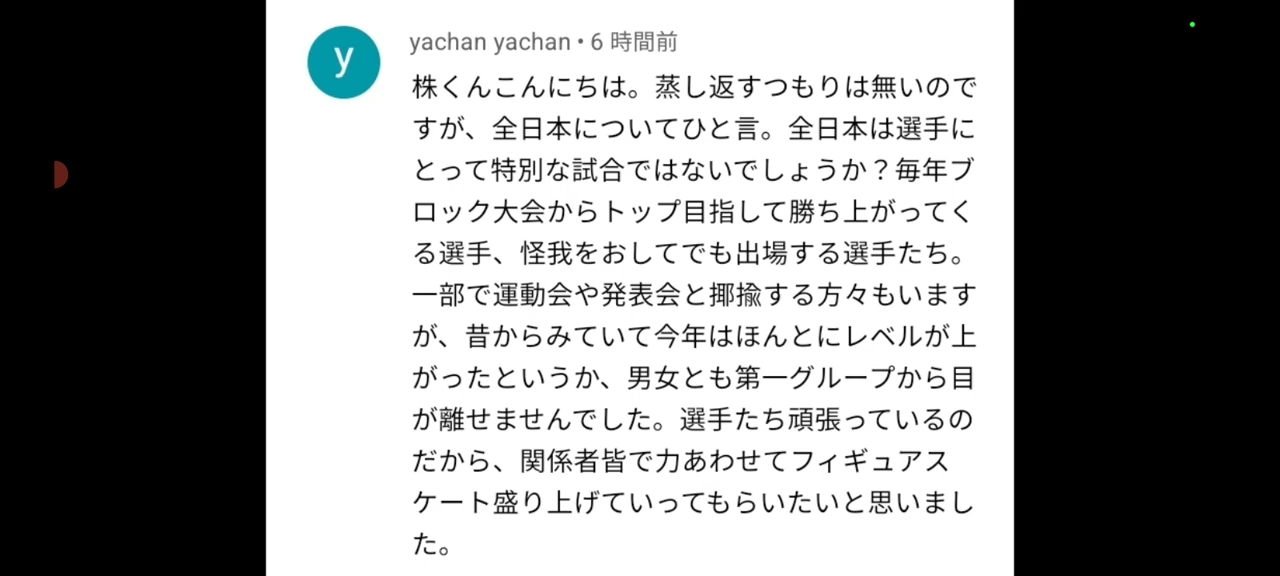 y
yachan yachan • 6 時間前
株くんこんにちは。蒸し返すつもりは無いので
すが、全日本についてひと言。全日本は選手に
とって特別な試合ではないでしょうか？毎年ブ
ロック大会からトップ目指して勝ち上がってく
る選手、怪我をおしてでも出場する選手たち。
一部で運動会や発表会と揶揄する方々もいます
が、昔からみていて今年はほんとにレベルが上
がったというか、男女とも第一グループから目
が離せませんでした。選手たち頑張っているの
だから、関係者皆で力あわせてフィギュアス
ケート盛り上げていってもらいたいと思いまし
た。